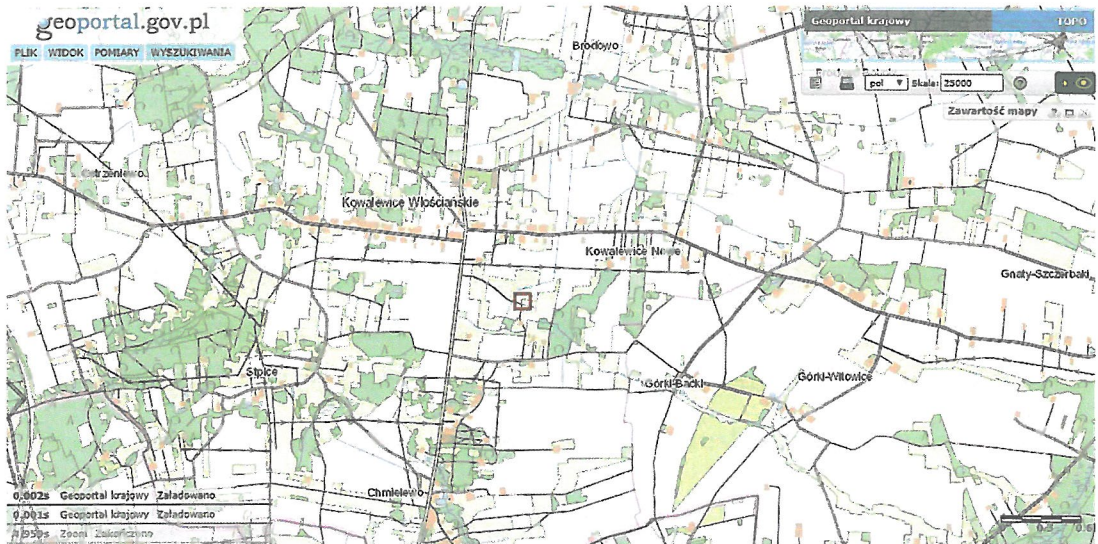 geoportal.gov.pl
PLIK WIDOK POMIARY WYSZUKIWANIA
Geoportal krajowy TOPO
pol Skala: 25000
Zawartość mapy
Brodowo
Ostrzeniewo
Kowalewice Włościańskie
Kowalewice Nowe
Gnaty-Szczerbaki
Stpice
Górki-Baćki
Górki-Witowice
Chmielewo
0,002s Geoportal krajowy Załadowano
0.001s Geoportal krajowy Załadowano
Zoom Zakończono